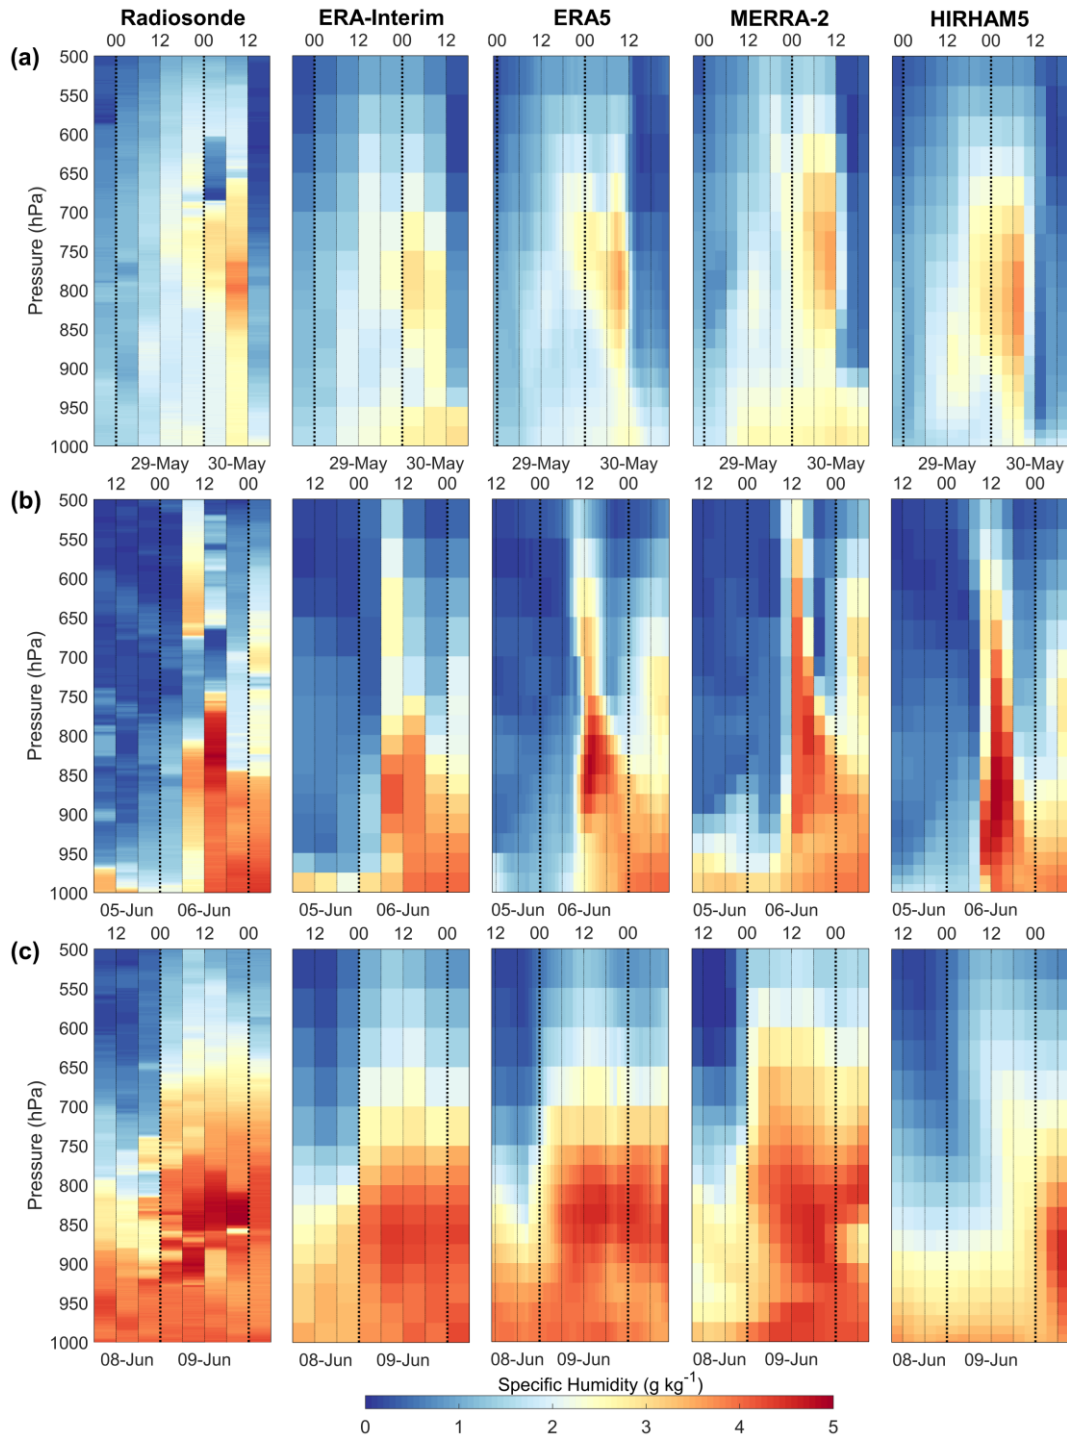 Radiosonde ERA-Interim ERA5 MERRA-2 HIRHAM5
00 12 00 12 00 12 00 12 00 12 00 12 00 12 00 12 00 12 00 12
(a)
500
550
600
650
700
750
800
850
900
950
1000
Pressure (hPa)
29-May 30-May 29-May 30-May 29-May 30-May 29-May 30-May 29-May 30-May
12 00 12 00 12 00 12 00 12 00 12 00 12 00 12 00 12 00 12 00
(b)
500
550
600
650
700
750
800
850
900
950
1000
Pressure (hPa)
05-Jun 06-Jun 05-Jun 06-Jun 05-Jun 06-Jun 05-Jun 06-Jun 05-Jun 06-Jun
12 00 12 00 12 00 12 00 12 00 12 00 12 00 12 00 12 00 12 00
(c)
500
550
600
650
700
750
800
850
900
950
1000
Pressure (hPa)
08-Jun 09-Jun 08-Jun 09-Jun 08-Jun 09-Jun 08-Jun 09-Jun 08-Jun 09-Jun
Specific Humidity (g kg⁻¹)
0 1 2 3 4 5